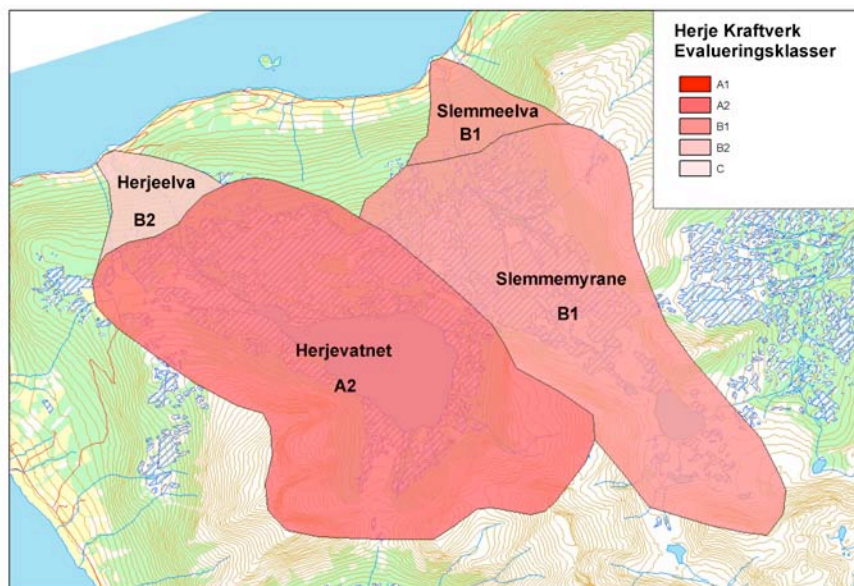 Herje Kraftverk
Evalueringsklasser
A1
A2
B1
B2
C
Slemmeelva
B1
Herjeelva
B2
Slemmemyrane
B1
Herjevatnet
A2